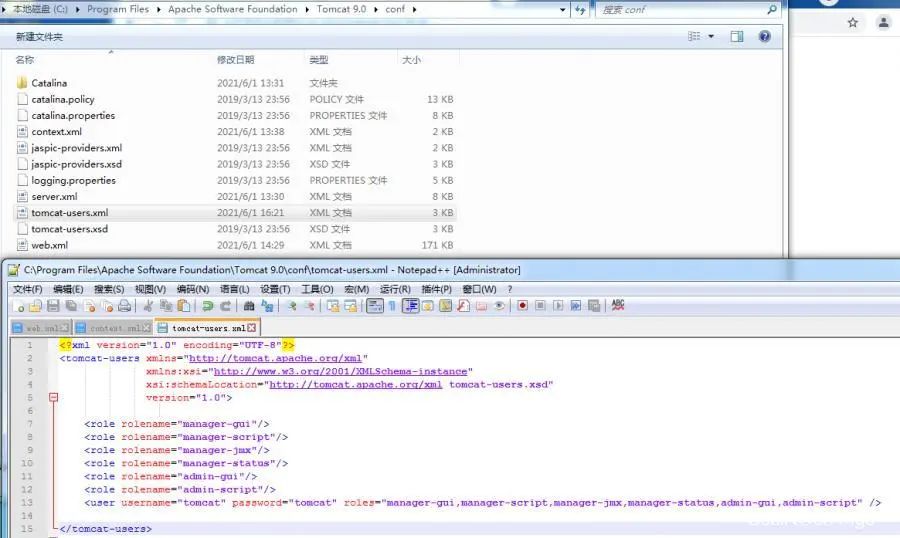 本地磁盘 (C:) ▸ Program Files ▸ Apache Software Foundation ▸ Tomcat 9.0 ▸ conf ▸
搜索 conf
新建文件夹
名称 修改日期 类型 大小
Catalina 2021/6/1 13:31 文件夹
catalina.policy 2019/3/13 23:56 POLICY 文件 13 KB
catalina.properties 2019/3/13 23:56 PROPERTIES 文件 8 KB
context.xml 2021/6/1 13:38 XML 文档 2 KB
jaspic-providers.xml 2019/3/13 23:56 XML 文档 2 KB
jaspic-providers.xsd 2019/3/13 23:56 XSD 文件 3 KB
logging.properties 2019/3/13 23:56 PROPERTIES 文件 5 KB
server.xml 2021/6/1 13:30 XML 文档 8 KB
tomcat-users.xml 2021/6/1 16:21 XML 文档 3 KB
tomcat-users.xsd 2019/3/13 23:56 XSD 文件 3 KB
web.xml 2021/6/1 14:29 XML 文档 171 KB
C:\Program Files\Apache Software Foundation\Tomcat 9.0\conf\tomcat-users.xml - Notepad++ [Administrator]
文件(F) 编辑(E) 搜索(S) 视图(V) 编码(N) 语言(L) 设置(T) 工具(O) 宏(M) 运行(R) 插件(P) 窗口(W) ?
ABC
web.xml context.xml tomcat-users.xml
1 <?xml version="1.0" encoding="UTF-8"?>
2 <tomcat-users xmlns="http://tomcat.apache.org/xml"
3 xmlns:xsi="http://www.w3.org/2001/XMLSchema-instance"
4 xsi:schemaLocation="http://tomcat.apache.org/xml tomcat-users.xsd"
5 version="1.0">
6
7 <role rolename="manager-gui"/>
8 <role rolename="manager-script"/>
9 <role rolename="manager-jmx"/>
10 <role rolename="manager-status"/>
11 <role rolename="admin-gui"/>
12 <role rolename="admin-script"/>
13 <user username="tomcat" password="tomcat" roles="manager-gui,manager-script,manager-jmx,manager-status,admin-gui,admin-script" />
14
15 </tomcat-users>